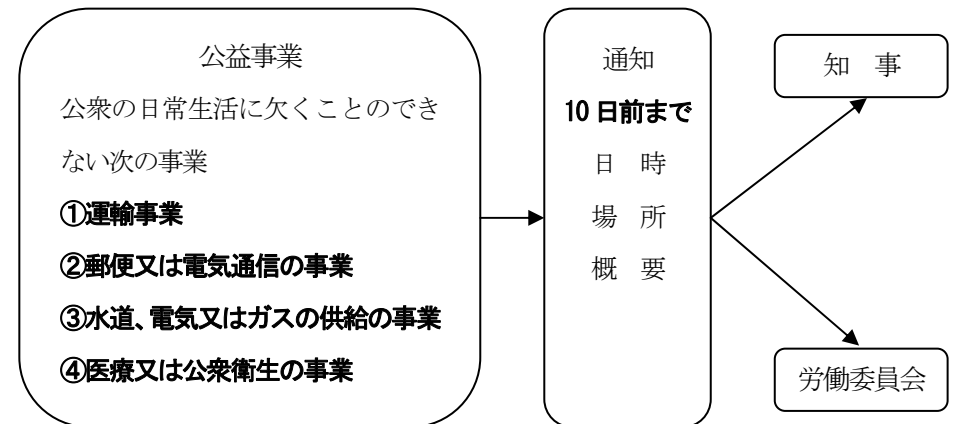 公益事業
公衆の日常生活に欠くことのでき
ない次の事業
①運輸事業
②郵便又は電気通信の事業
③水道、電気又はガスの供給の事業
④医療又は公衆衛生の事業
通知
10日前まで
日　時
場　所
概　要
知　事
労働委員会